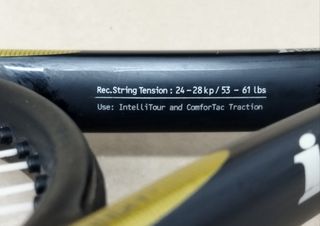 Rec.String Tension : 24-28 kp / 53 - 61 lbs
Use: IntelliTour and ComforTac Traction
i